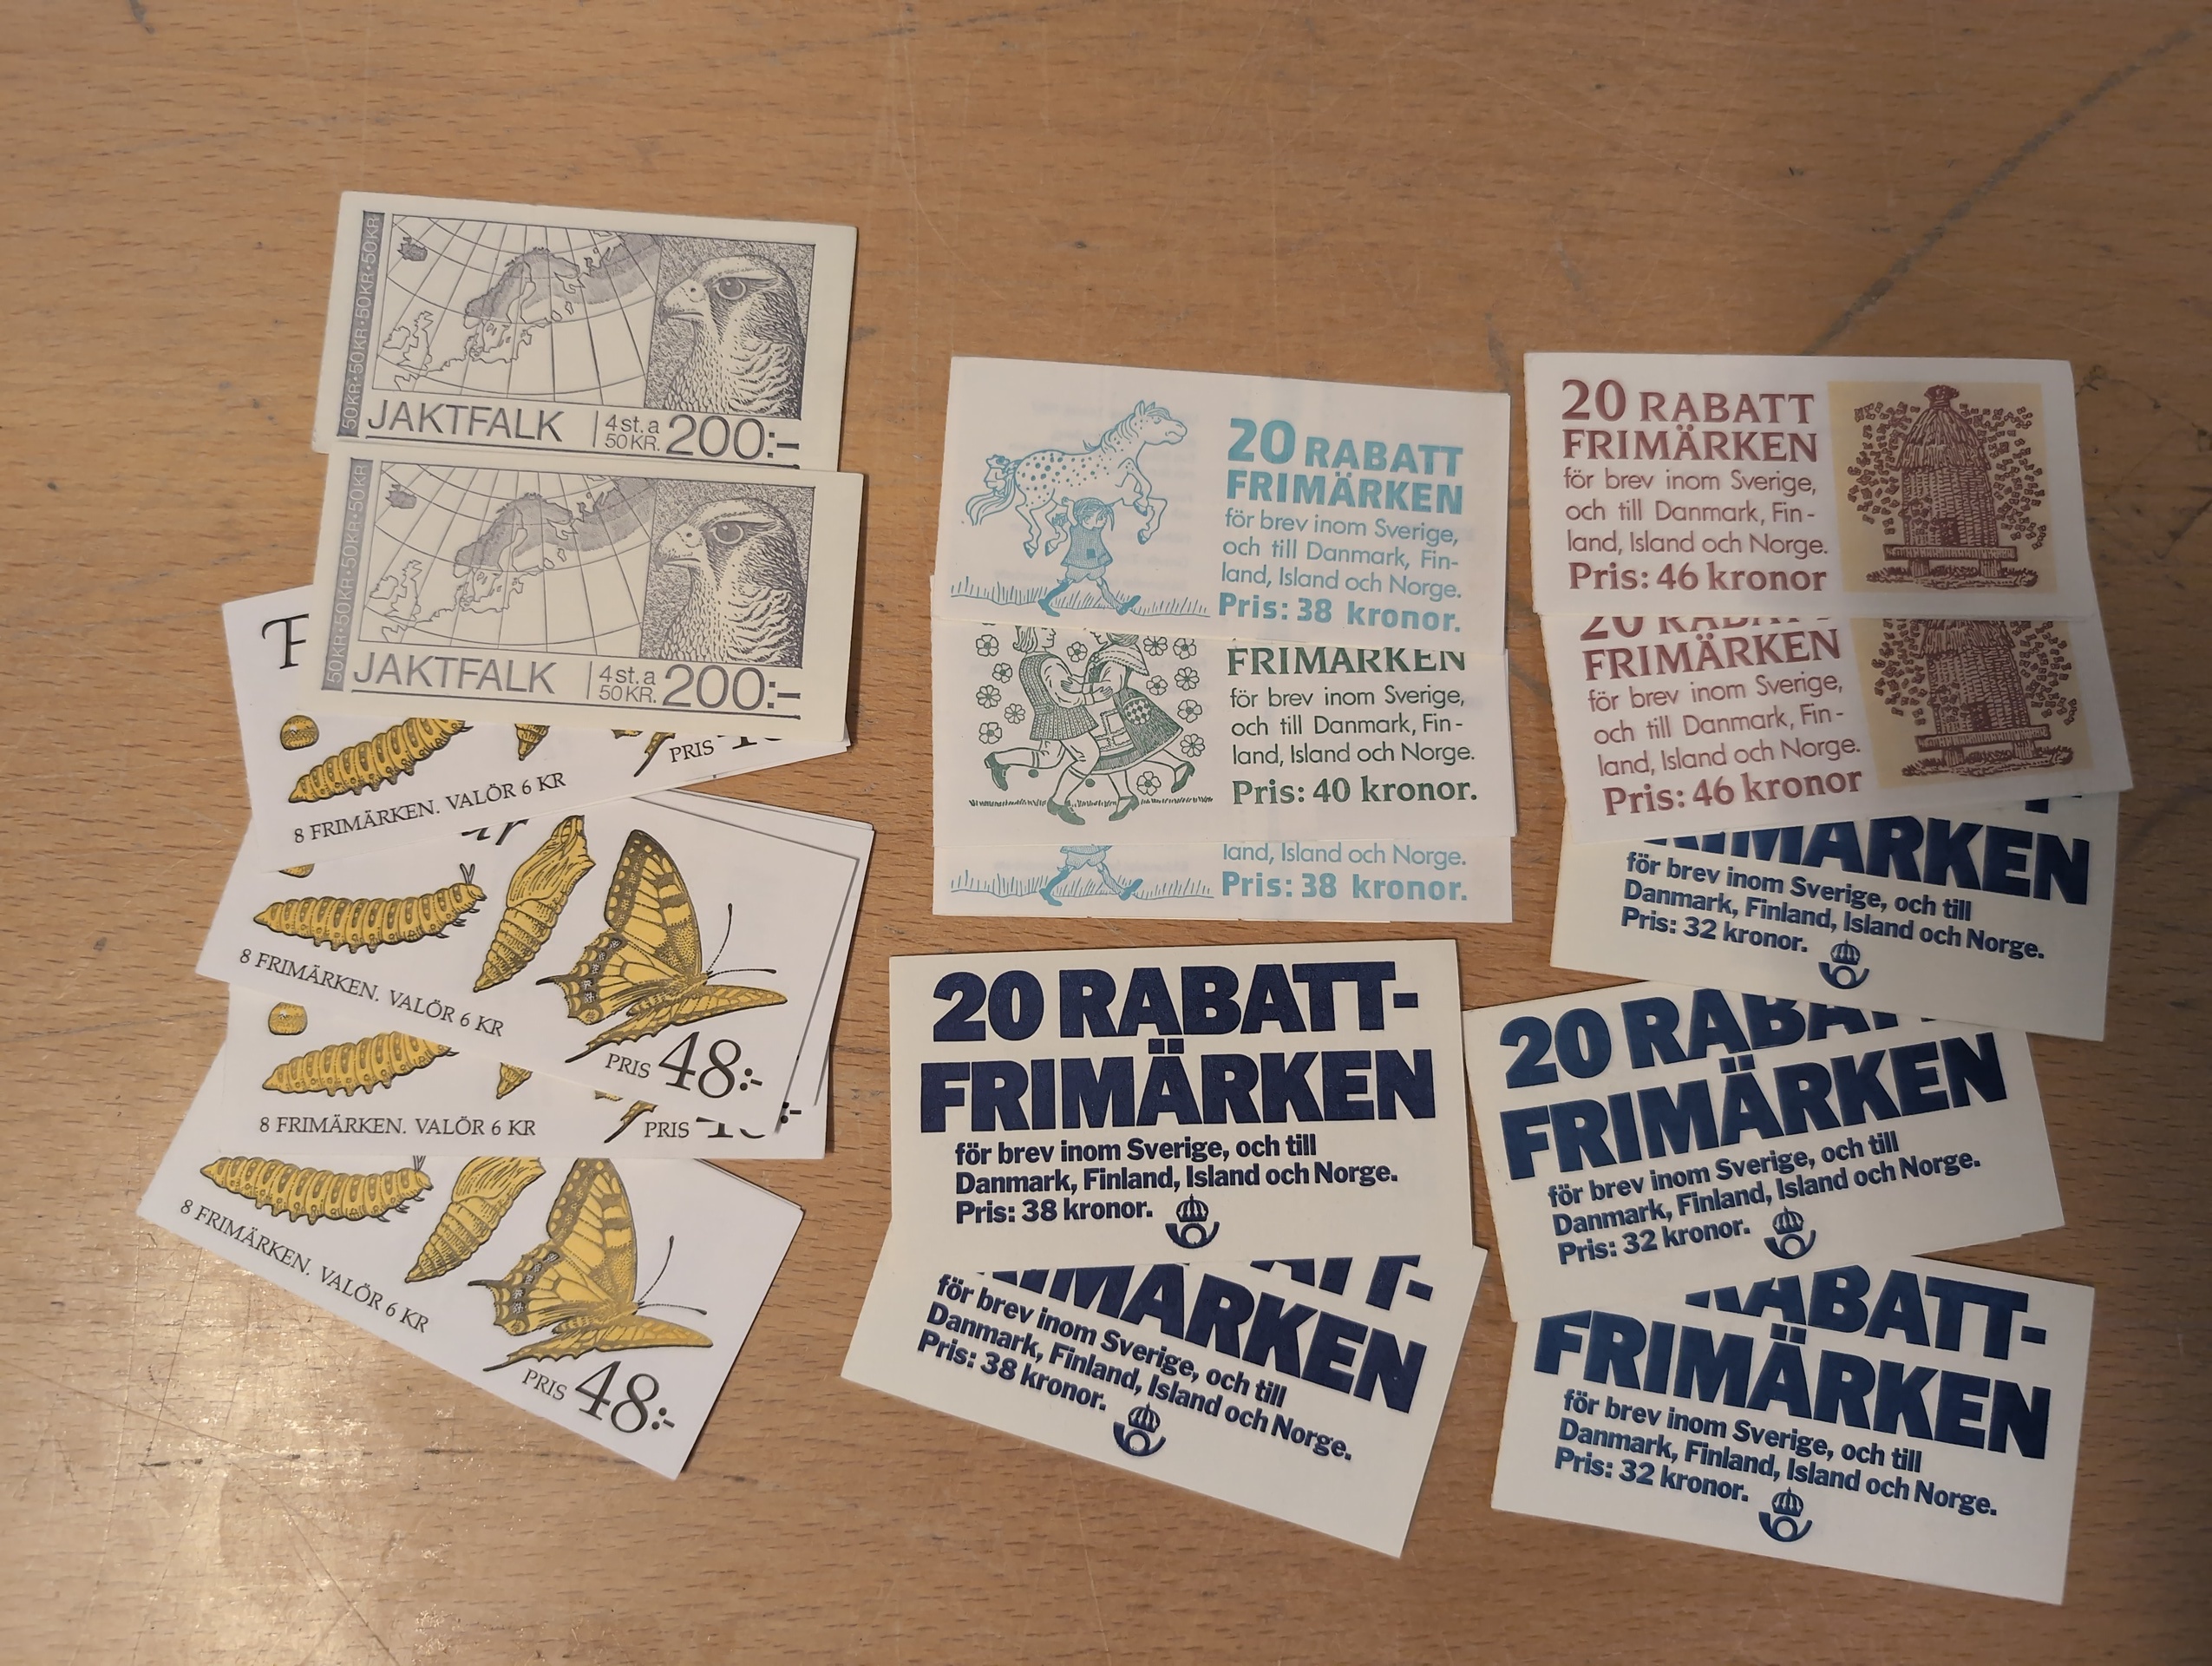 50KR·50KR·50KR·50KR
JAKTFALK 4 st. a 50 KR. 200:-
50KR·50KR·50KR·50KR
JAKTFALK 4 st. a 50 KR. 200:-
PRIS
8 FRIMÄRKEN. VALÖR 6 KR
8 FRIMÄRKEN. VALÖR 6 KR
PRIS 48:-
8 FRIMÄRKEN. VALÖR 6 KR
PRIS
8 FRIMÄRKEN. VALÖR 6 KR
PRIS 48:-
20 RABATT
FRIMÄRKEN
för brev inom Sverige,
och till Danmark, Fin-
land, Island och Norge.
Pris: 38 kronor.
FRIMÄRKEN
för brev inom Sverige,
och till Danmark, Fin-
land, Island och Norge.
Pris: 40 kronor.
land, Island och Norge.
Pris: 38 kronor.
20 RABATT-
FRIMÄRKEN
för brev inom Sverige, och till
Danmark, Finland, Island och Norge.
Pris: 38 kronor.
FRIMÄRKEN
för brev inom Sverige, och till
Danmark, Finland, Island och Norge.
Pris: 38 kronor.
20 RABATT
FRIMÄRKEN
för brev inom Sverige,
och till Danmark, Fin-
land, Island och Norge.
Pris: 46 kronor
20 RABATT
FRIMÄRKEN
för brev inom Sverige,
och till Danmark, Fin-
land, Island och Norge.
Pris: 46 kronor
FRIMÄRKEN
för brev inom Sverige, och till
Danmark, Finland, Island och Norge.
Pris: 32 kronor.
20 RABATT-
FRIMÄRKEN
för brev inom Sverige, och till
Danmark, Finland, Island och Norge.
Pris: 32 kronor.
RABATT-
FRIMÄRKEN
för brev inom Sverige, och till
Danmark, Finland, Island och Norge.
Pris: 32 kronor.